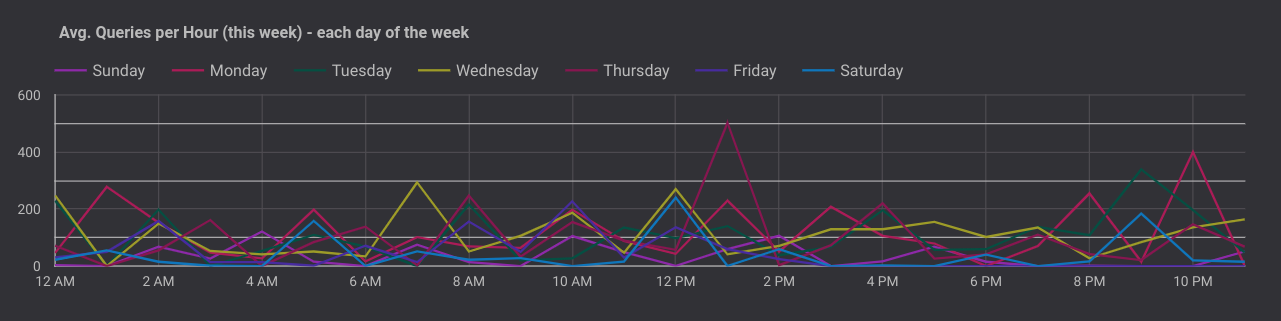 Avg. Queries per Hour (this week) - each day of the week
Sunday Monday Tuesday Wednesday Thursday Friday Saturday
600
400
200
0
12 AM 2 AM 4 AM 6 AM 8 AM 10 AM 12 PM 2 PM 4 PM 6 PM 8 PM 10 PM